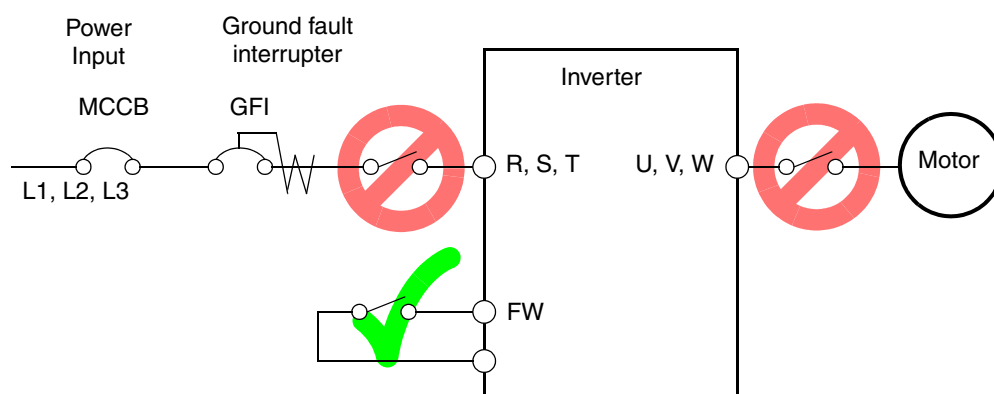 Power
Input
Ground fault
interrupter
MCCB
GFI
L1, L2, L3
Inverter
R, S, T
U, V, W
Motor
FW